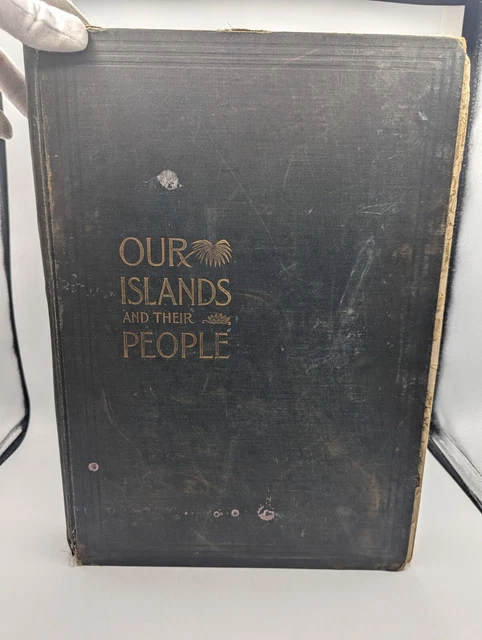 OUR
ISLANDS
AND THEIR
PEOPLE